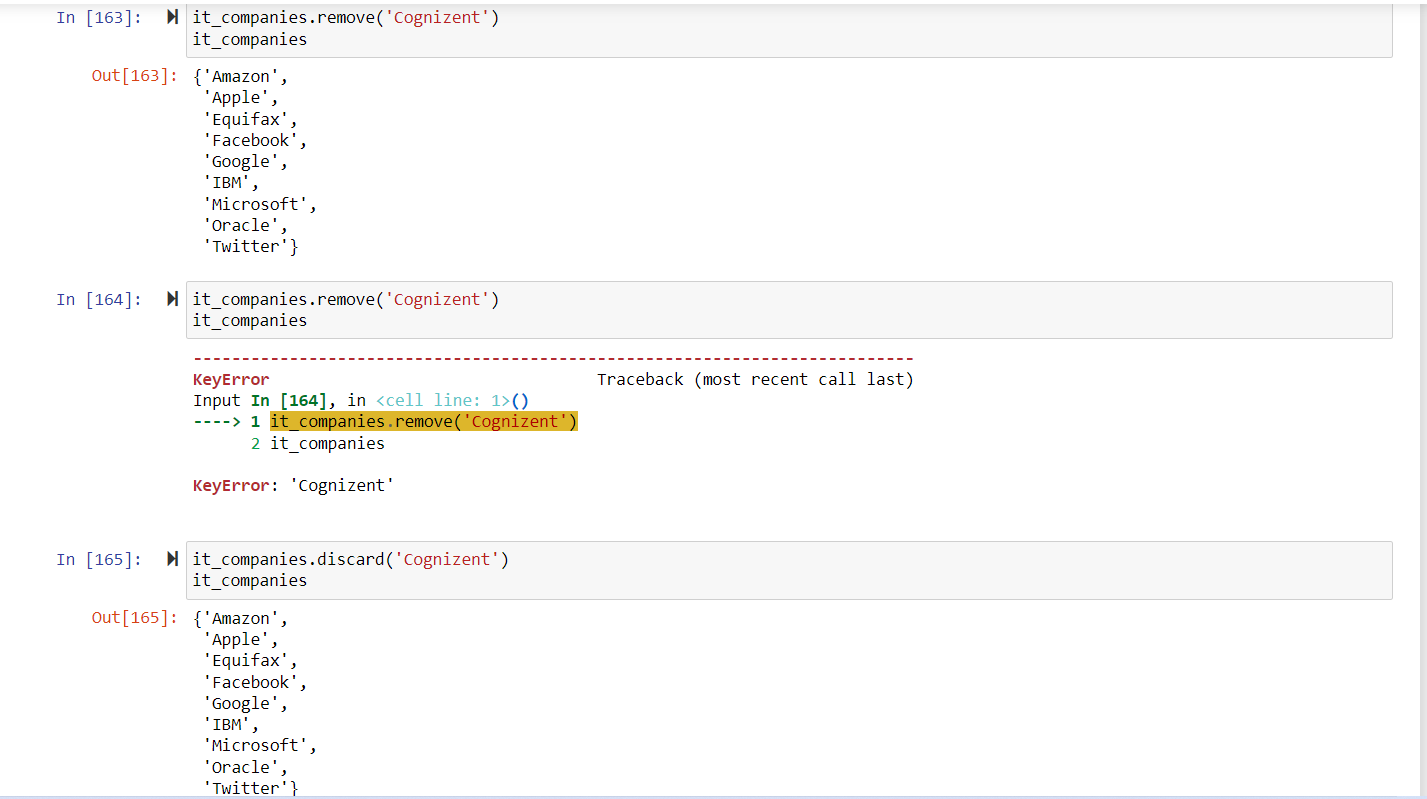 In [163]: it_companies.remove('Cognizent')
it_companies
Out[163]: {'Amazon',
'Apple',
'Equifax',
'Facebook',
'Google',
'IBM',
'Microsoft',
'Oracle',
'Twitter'}
In [164]: it_companies.remove('Cognizent')
it_companies
---------------------------------------------------------------------------
KeyError Traceback (most recent call last)
Input In [164], in <cell line: 1>()
----> 1 it_companies.remove('Cognizent')
2 it_companies
KeyError: 'Cognizent'
In [165]: it_companies.discard('Cognizent')
it_companies
Out[165]: {'Amazon',
'Apple',
'Equifax',
'Facebook',
'Google',
'IBM',
'Microsoft',
'Oracle',
'Twitter'}